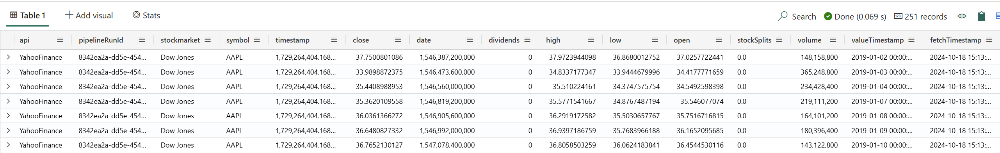 Table 1 Add visual Stats Search Done (0.069 s) 123 251 records
api pipelineRunId stockmarket symbol timestamp close date dividends high low open stockSplits volume valueTimestamp fetchTimestamp
YahooFinance 8342ea2a-dd5e-454... Dow Jones AAPL 1,729,264,404.168... 37.7500801086 1,546,387,200,000 0 37.9723944098 36.8680012752 37.0257722441 0.0 148,158,800 2019-01-02 00:00:... 2024-10-18 15:13:...
YahooFinance 8342ea2a-dd5e-454... Dow Jones AAPL 1,729,264,404.168... 33.9898872375 1,546,473,600,000 0 34.8337177347 33.9444679996 34.4177771659 0.0 365,248,800 2019-01-03 00:00:... 2024-10-18 15:13:...
YahooFinance 8342ea2a-dd5e-454... Dow Jones AAPL 1,729,264,404.168... 35.4408988953 1,546,560,000,000 0 35.510224161 34.3747575754 34.5492598398 0.0 234,428,400 2019-01-04 00:00:... 2024-10-18 15:13:...
YahooFinance 8342ea2a-dd5e-454... Dow Jones AAPL 1,729,264,404.168... 35.3620109558 1,546,819,200,000 0 35.5771541667 34.8767487194 35.546077074 0.0 219,111,200 2019-01-07 00:00:... 2024-10-18 15:13:...
YahooFinance 8342ea2a-dd5e-454... Dow Jones AAPL 1,729,264,404.168... 36.0361366272 1,546,905,600,000 0 36.2919172582 35.5030657767 35.7516716815 0.0 164,101,200 2019-01-08 00:00:... 2024-10-18 15:13:...
YahooFinance 8342ea2a-dd5e-454... Dow Jones AAPL 1,729,264,404.168... 36.6480827332 1,546,992,000,000 0 36.9397186759 35.7683966188 36.1652095685 0.0 180,396,400 2019-01-09 00:00:... 2024-10-18 15:13:...
YahooFinance 8342ea2a-dd5e-454... Dow Jones AAPL 1,729,264,404.168... 36.7652130127 1,547,078,400,000 0 36.8058503259 36.0624183841 36.4544530116 0.0 143,122,800 2019-01-10 00:00:... 2024-10-18 15:13:...